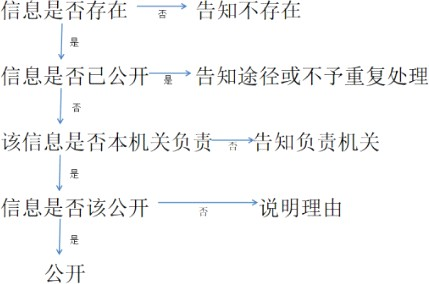 信息是否存在 否 告知不存在
是
信息是否已公开 是 告知途径或不予重复处理
否
该信息是否本机关负责 否 告知负责机关
是
信息是否该公开 否 说明理由
是
公开